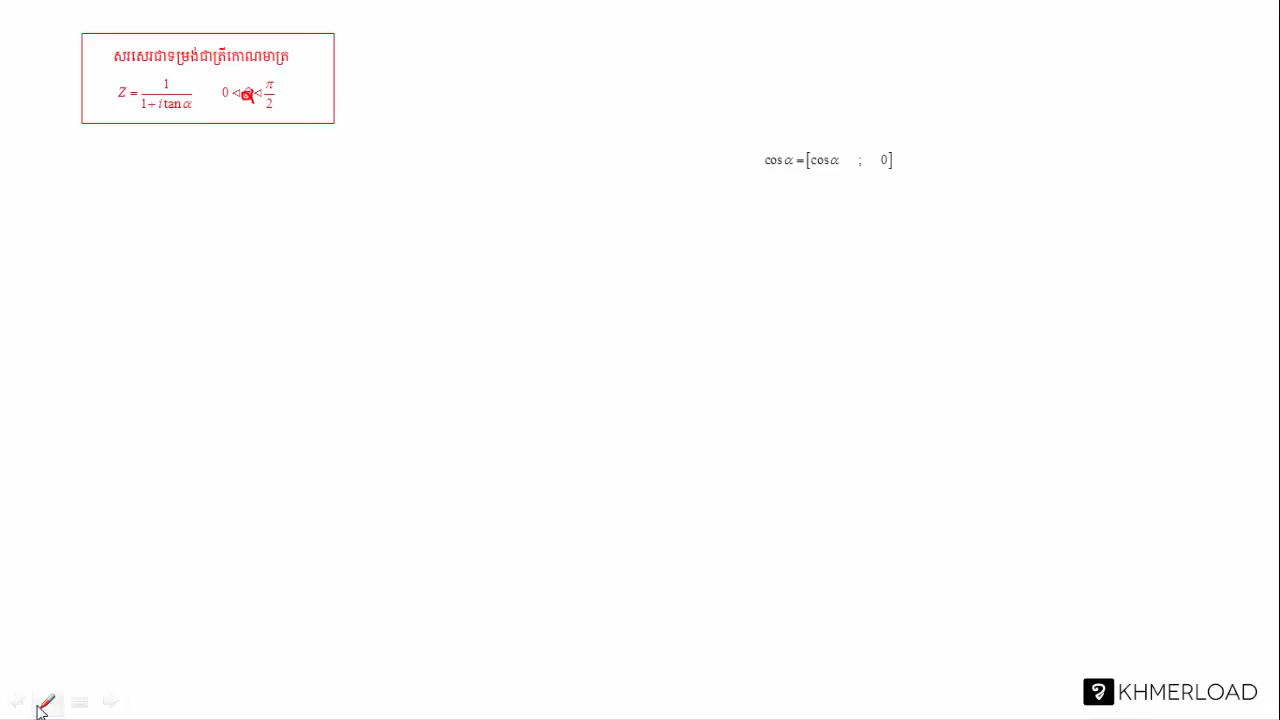 សរសេរជាទម្រង់ជាត្រីកោណមាត្រ
Z = 1/(1+i tan α) 0 ⊲ α ⊲ π/2
cos α = [cos α ; 0]
KHMERLOAD